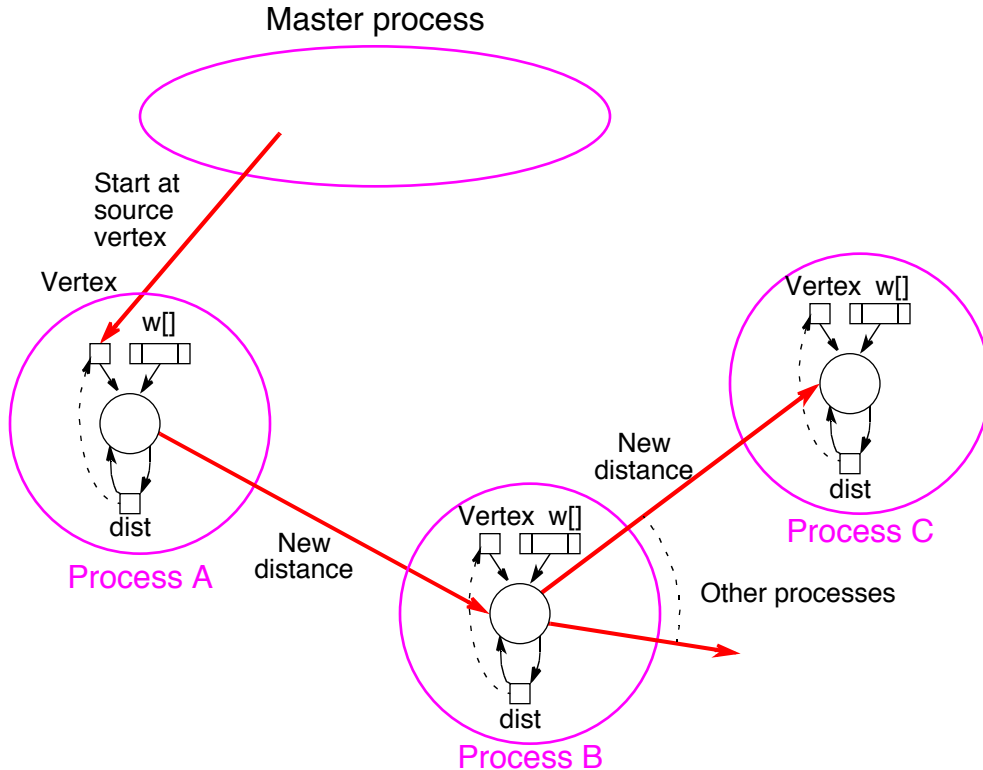 Master process
Start at
source
vertex
Vertex
w[]
dist
Process A
New
distance
Vertex w[]
dist
Process B
New
distance
Other processes
Vertex w[]
dist
Process C